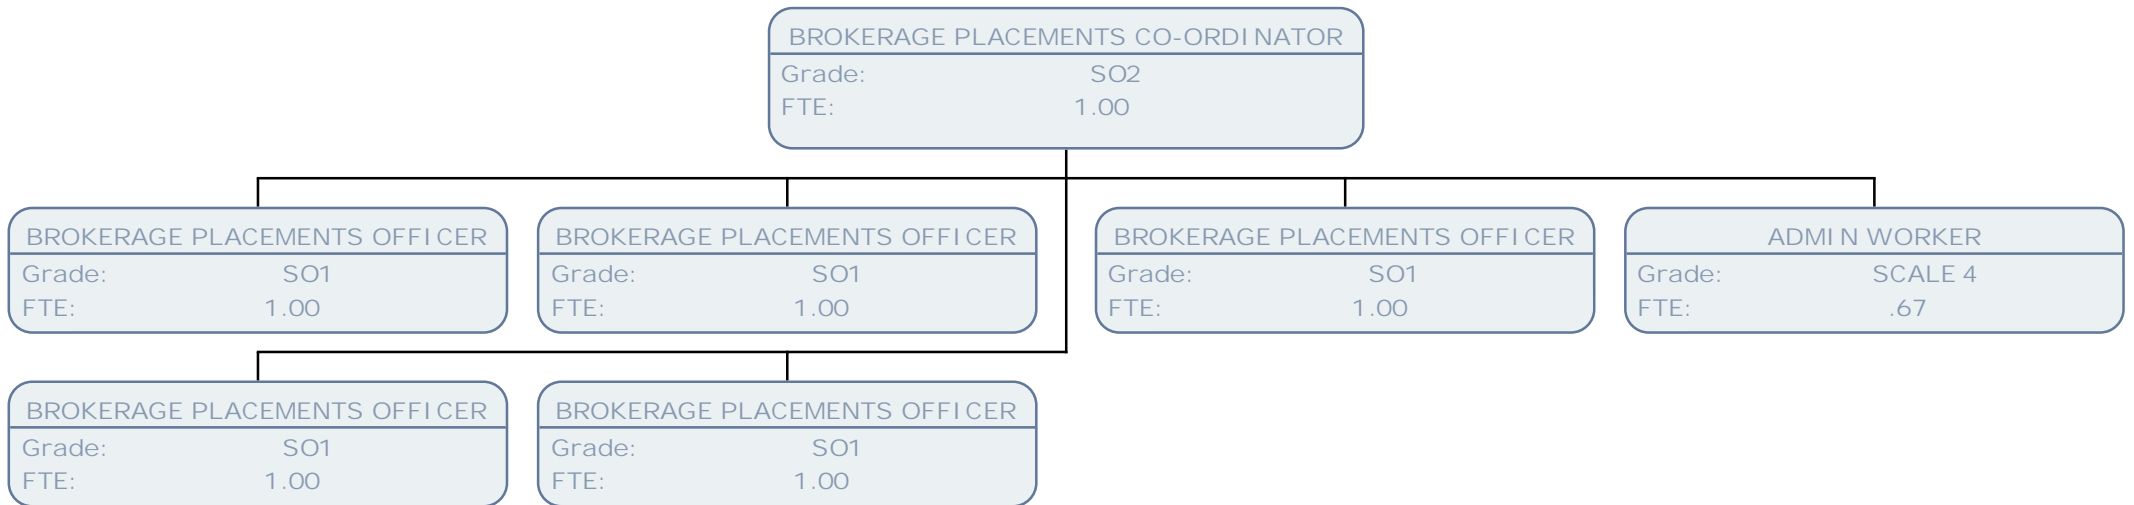 BROKERAGE PLACEMENTS CO-ORDINATOR
Grade: SO2
FTE: 1.00
BROKERAGE PLACEMENTS OFFICER
Grade: SO1
FTE: 1.00
BROKERAGE PLACEMENTS OFFICER
Grade: SO1
FTE: 1.00
BROKERAGE PLACEMENTS OFFICER
Grade: SO1
FTE: 1.00
ADMIN WORKER
Grade: SCALE 4
FTE: .67
BROKERAGE PLACEMENTS OFFICER
Grade: SO1
FTE: 1.00
BROKERAGE PLACEMENTS OFFICER
Grade: SO1
FTE: 1.00